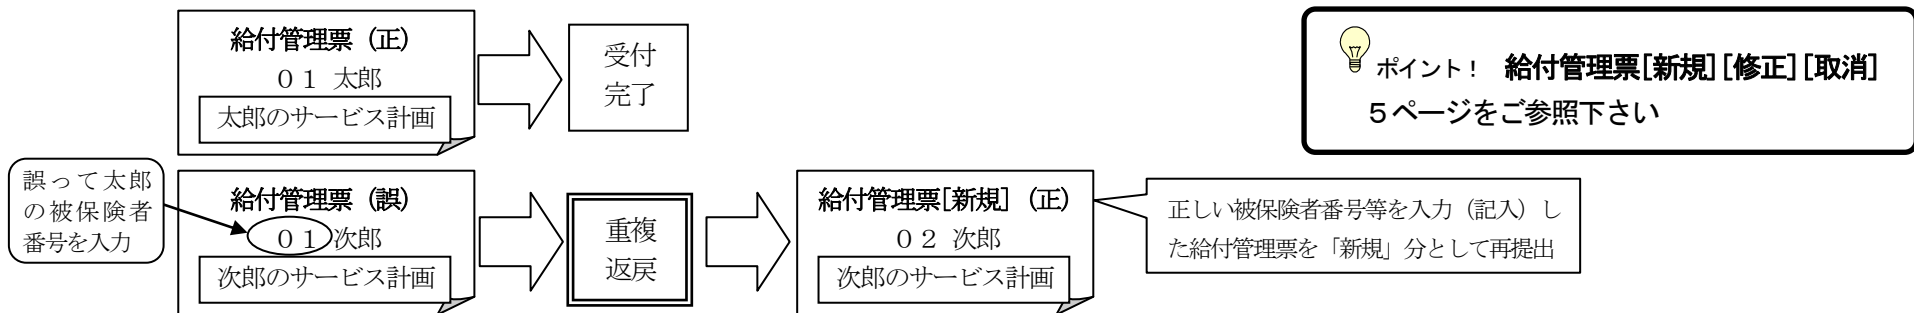 給付管理票（正）
０１ 太郎
太郎のサービス計画
受付
完了
ポイント！ 給付管理票[新規][修正][取消]
５ページをご参照下さい
誤って太郎
の被保険者
番号を入力
給付管理票（誤）
０１ 次郎
次郎のサービス計画
重複
返戻
給付管理票[新規]（正）
０２ 次郎
次郎のサービス計画
正しい被保険者番号等を入力（記入）し
た給付管理票を「新規」分として再提出